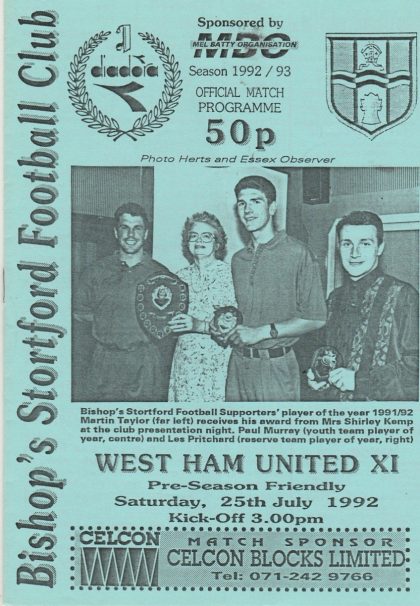 Bishop's Stortford Football Club
diadora
Sponsored by
MBO
MEL BATTY ORGANISATION
Season 1992/93
OFFICIAL MATCH
PROGRAMME
50p
Photo Herts and Essex Observer
Bishop's Stortford Football Supporters' player of the year 1991/92
Martin Taylor (far left) receives his award from Mrs Shirley Kemp
at the club presentation night. Paul Murray (youth team player of
year, centre) and Les Pritchard (reserve team player of year, right)
WEST HAM UNITED XI
Pre-Season Friendly
Saturday, 25th July 1992
Kick-Off 3.00pm
CELCON
MATCH SPONSOR
CELCON BLOCKS LIMITED
Tel: 071-242 9766